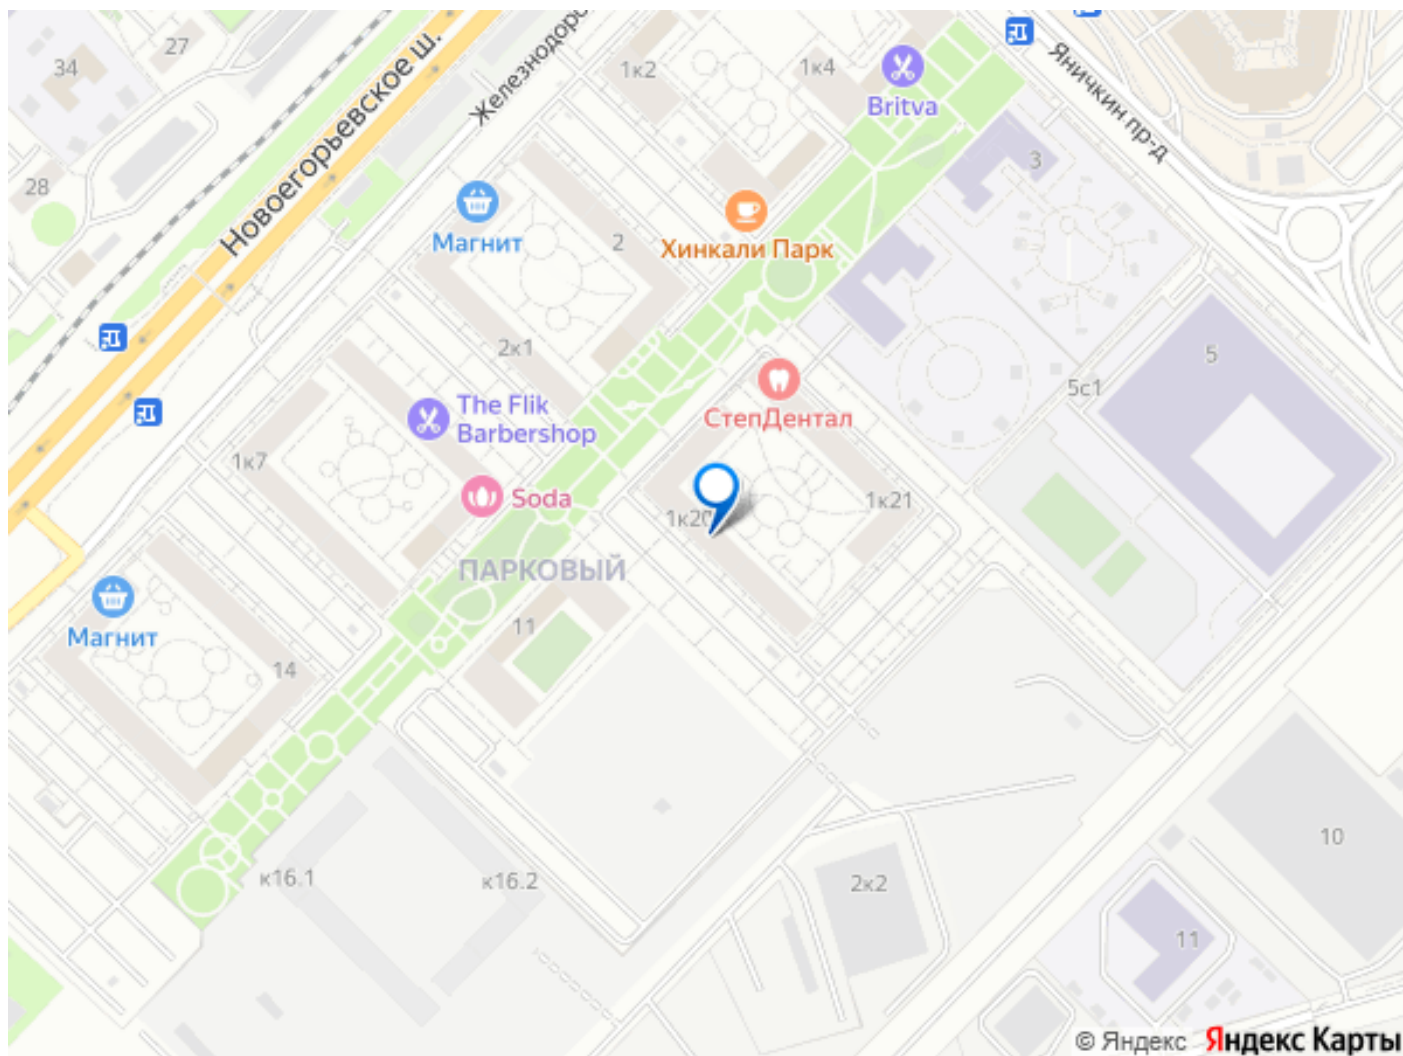 27
34
28
Новоегорьевское ш.
1к2
1к4
Britva
Яничкин пр-д
3
Магнит
2
Хинкали Парк
2к1
5
5с1
The Flik
Barbershop
СтепДентал
1к7
Soda
1к21
ПАРКОВЫЙ
Магнит
11
14
к16.1
к16.2
2к2
10
11
© Яндекс Яндекс Карты